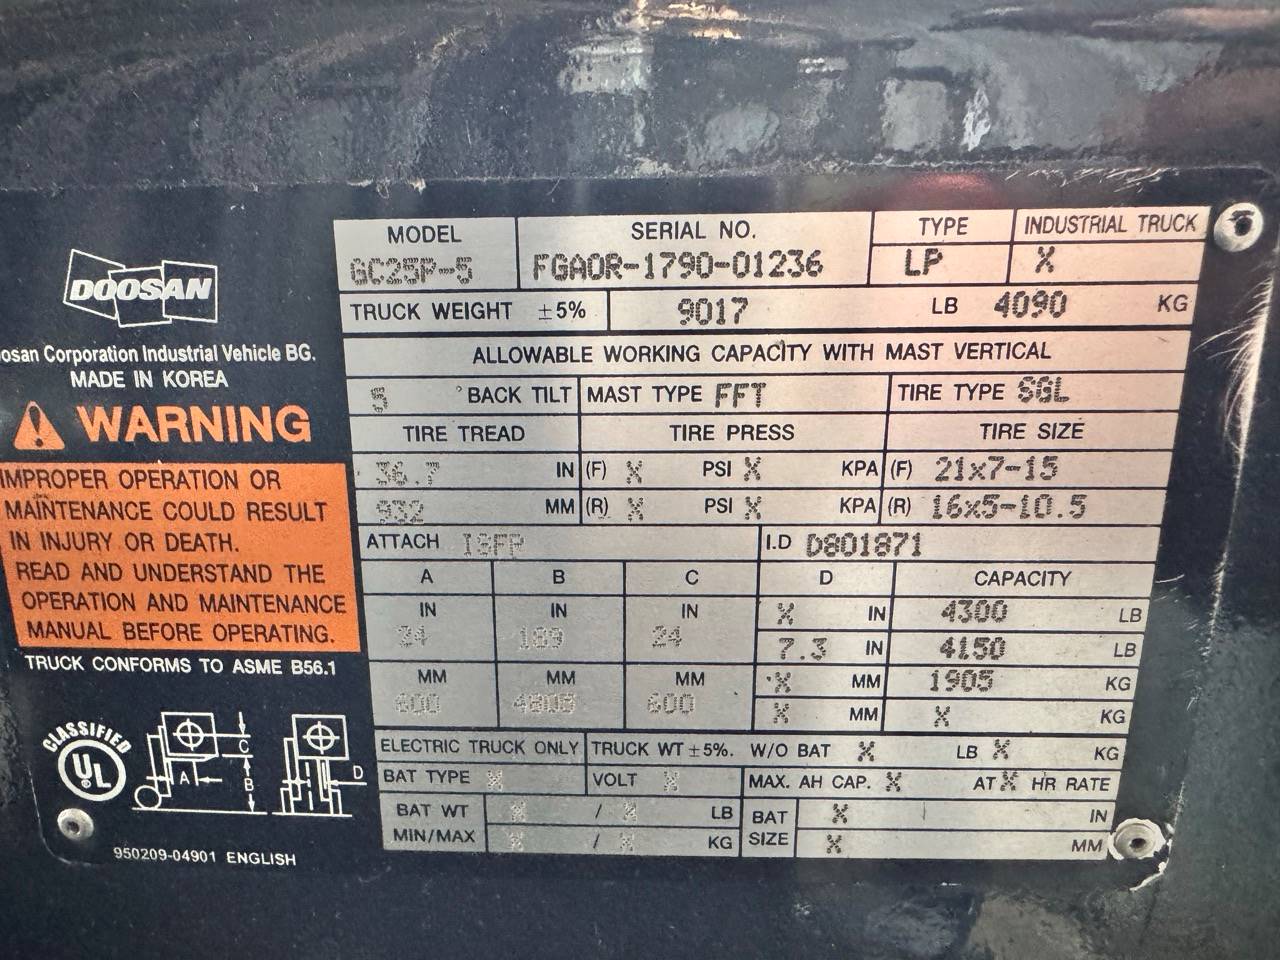 DOOSAN
oosan Corporation Industrial Vehicle BG.
MADE IN KOREA
WARNING
IMPROPER OPERATION OR
MAINTENANCE COULD RESULT
IN INJURY OR DEATH.
READ AND UNDERSTAND THE
OPERATION AND MAINTENANCE
MANUAL BEFORE OPERATING.
TRUCK CONFORMS TO ASME B56.1
CLASSIFIED
UL
A C B D
950209-04901 ENGLISH
MODEL SERIAL NO. TYPE INDUSTRIAL TRUCK
GC25P-5 FGA0R-1790-01236 LP X
TRUCK WEIGHT ±5% 9017 LB 4090 KG
ALLOWABLE WORKING CAPACITY WITH MAST VERTICAL
5 °BACK TILT MAST TYPE FFT TIRE TYPE SGL
TIRE TREAD TIRE PRESS TIRE SIZE
36.7 IN (F) X PSI X KPA (F) 21x7-15
932 MM (R) X PSI X KPA (R) 16x5-10.5
ATTACH I.D D801871
A B C D CAPACITY
IN IN IN X IN 4300 LB
24 189 24 7.3 IN 4150 LB
MM MM MM X MM 1905 KG
600 4805 600 X MM X KG
ELECTRIC TRUCK ONLY TRUCK WT ±5%. W/O BAT X LB X KG
BAT TYPE X VOLT X MAX. AH CAP. X AT X HR RATE
BAT WT X / X LB BAT X IN
MIN/MAX X / X KG SIZE X MM